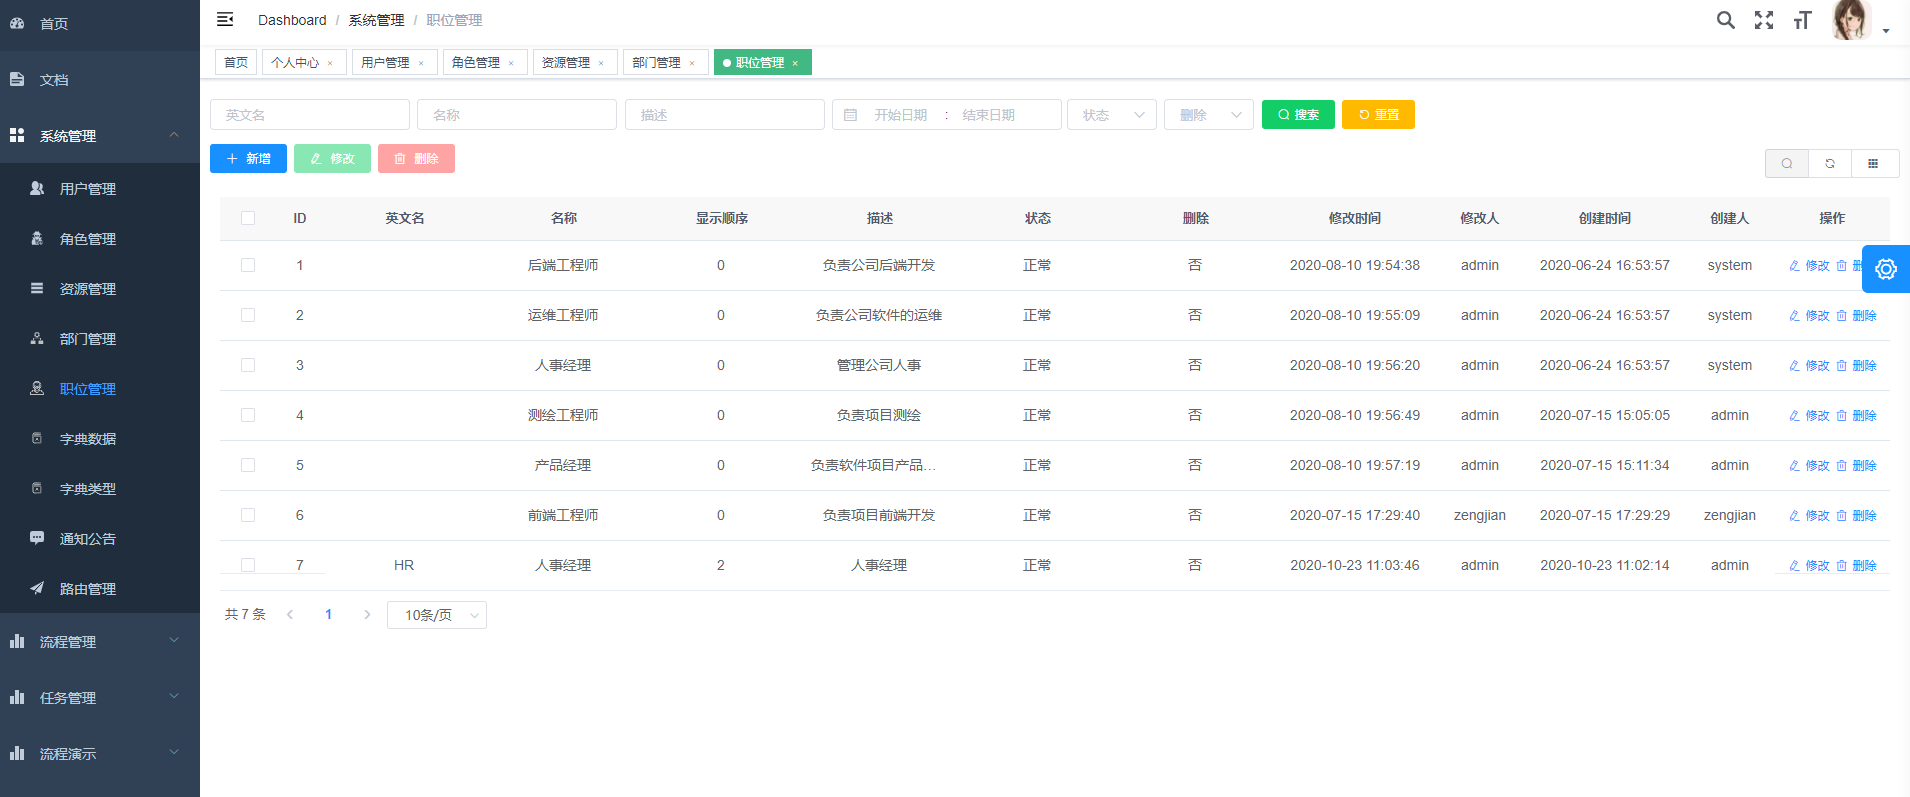 首页
文档
系统管理
用户管理
角色管理
资源管理
部门管理
职位管理
字典数据
字典类型
通知公告
路由管理
流程管理
任务管理
流程演示
Dashboard / 系统管理 / 职位管理
首页 个人中心 × 用户管理 × 角色管理 × 资源管理 × 部门管理 × 职位管理 ×
英文名 名称 描述 开始日期 : 结束日期 状态 删除 搜索 重置
新增 修改 删除
ID 英文名 名称 显示顺序 描述 状态 删除 修改时间 修改人 创建时间 创建人 操作
1 后端工程师 0 负责公司后端开发 正常 否 2020-08-10 19:54:38 admin 2020-06-24 16:53:57 system 修改
2 运维工程师 0 负责公司软件的运维 正常 否 2020-08-10 19:55:09 admin 2020-06-24 16:53:57 system 修改 删除
3 人事经理 0 管理公司人事 正常 否 2020-08-10 19:56:20 admin 2020-06-24 16:53:57 system 修改 删除
4 测绘工程师 0 负责项目测绘 正常 否 2020-08-10 19:56:49 admin 2020-07-15 15:05:05 admin 修改 删除
5 产品经理 0 负责软件项目产品... 正常 否 2020-08-10 19:57:19 admin 2020-07-15 15:11:34 admin 修改 删除
6 前端工程师 0 负责项目前端开发 正常 否 2020-07-15 17:29:40 zengjian 2020-07-15 17:29:29 zengjian 修改 删除
7 HR 人事经理 2 人事经理 正常 否 2020-10-23 11:03:46 admin 2020-10-23 11:02:14 admin 修改 删除
共 7 条 1 10条/页